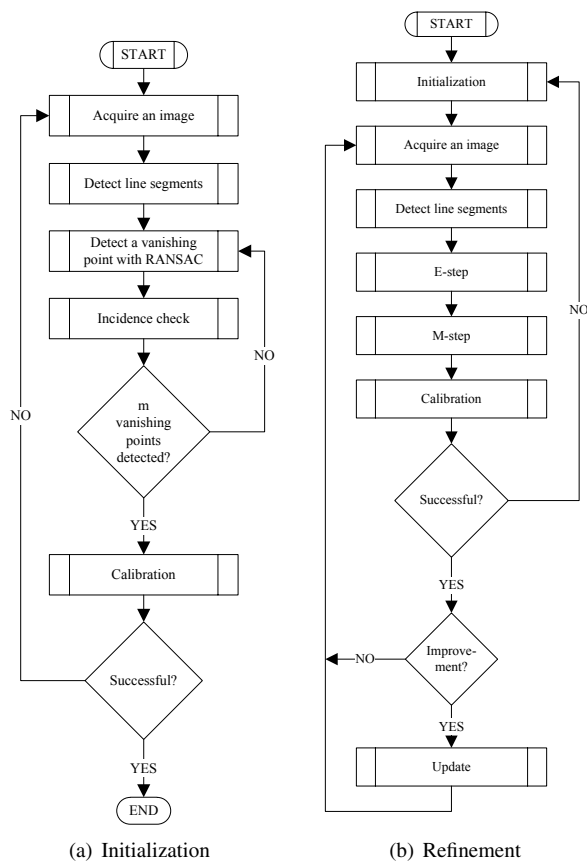 START
Acquire an image
Detect line segments
Detect a vanishing
point with RANSAC
Incidence check
NO
NO
m
vanishing
points
detected?
YES
Calibration
Successful?
YES
END
(a) Initialization
START
Initialization
Acquire an image
Detect line segments
E-step
NO
M-step
Calibration
Successful?
YES
Improve-
ment?
NO
YES
Update
(b) Refinement